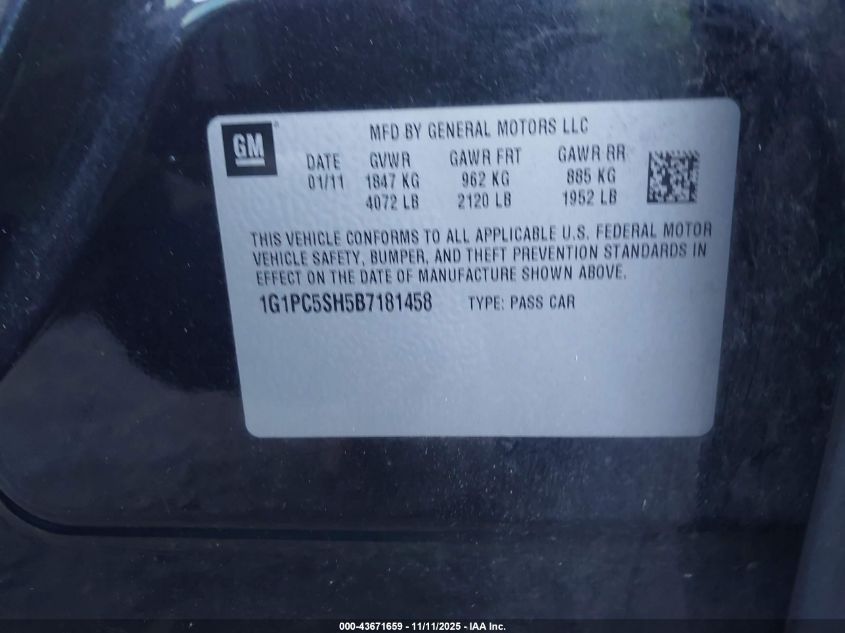 GM ® MFD BY GENERAL MOTORS LLC
DATE GVWR GAWR FRT GAWR RR
01/11 1847 KG 962 KG 885 KG
4072 LB 2120 LB 1952 LB
THIS VEHICLE CONFORMS TO ALL APPLICABLE U.S. FEDERAL MOTOR
VEHICLE SAFETY, BUMPER, AND THEFT PREVENTION STANDARDS IN
EFFECT ON THE DATE OF MANUFACTURE SHOWN ABOVE.
1G1PC5SH5B7181458 TYPE: PASS CAR
000-43671659 - 11/11/2025 - IAA Inc.